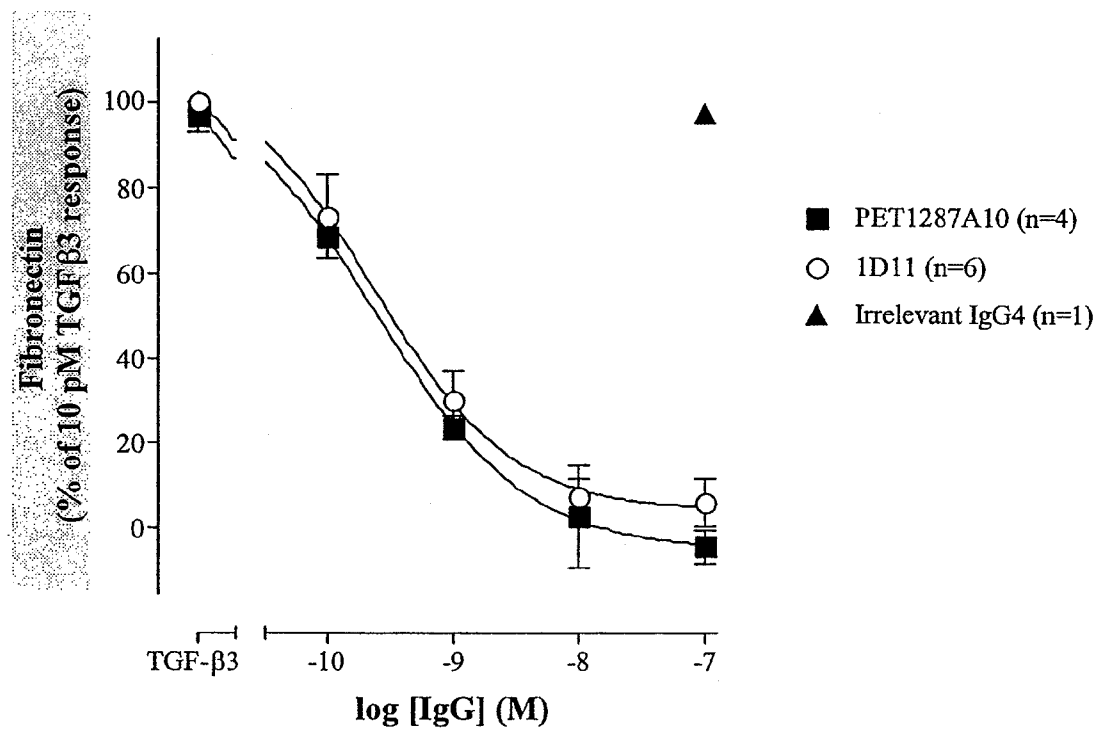 Fibronectin
(% of 10 pM TGFβ3 response)
100
80
60
40
20
0
TGF-β3
-10
-9
-8
-7
log [IgG] (M)
PET1287A10 (n=4)
1D11 (n=6)
Irrelevant IgG4 (n=1)